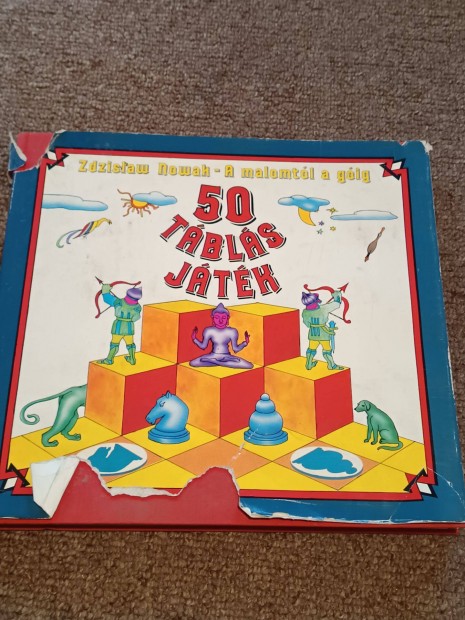 Zdzisław Nowak - A malomtól a góig
50
TÁBLÁS
JÁTÉK